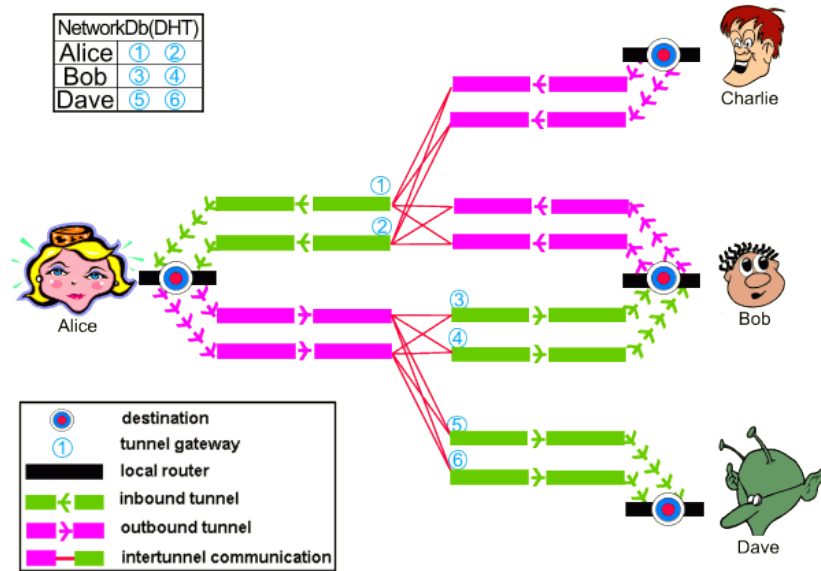 NetworkDb(DHT)
Alice ① ②
Bob ③ ④
Dave ⑤ ⑥
Charlie
①
②
Alice
③
④
Bob
⑤
⑥
Dave
destination
① tunnel gateway
local router
inbound tunnel
outbound tunnel
intertunnel communication